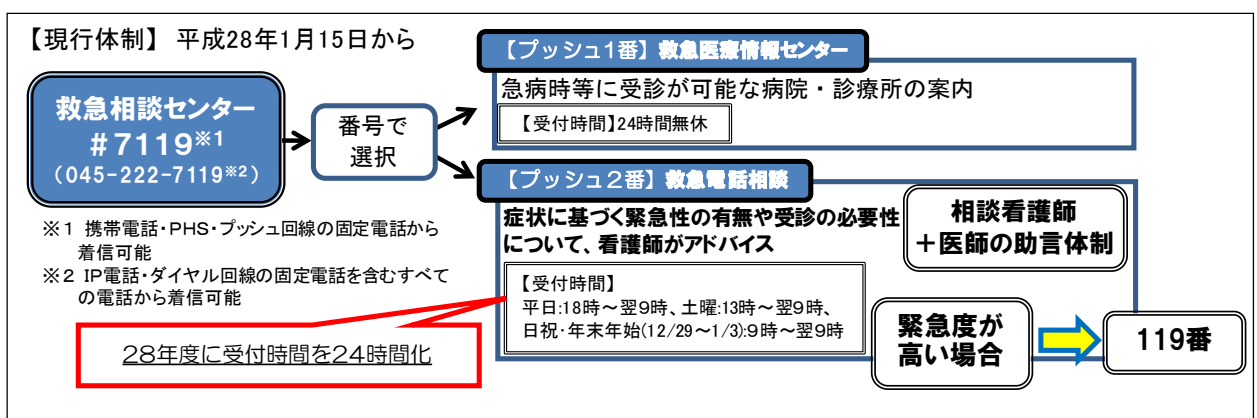 【現行体制】 平成28年1月15日から
救急相談センター
#7119※1
(045-222-7119※2)
番号で
選択
【プッシュ1番】救急医療情報センター
急病時等に受診が可能な病院・診療所の案内
【受付時間】24時間無休
【プッシュ2番】救急電話相談
症状に基づく緊急性の有無や受診の必要性
について、看護師がアドバイス
【受付時間】
平日:18時～翌9時、土曜:13時～翌9時、
日祝・年末年始(12/29～1/3):9時～翌9時
相談看護師
＋医師の助言体制
緊急度が
高い場合
119番
※1 携帯電話・PHS・プッシュ回線の固定電話から
着信可能
※2 IP電話・ダイヤル回線の固定電話を含むすべて
の電話から着信可能
28年度に受付時間を24時間化